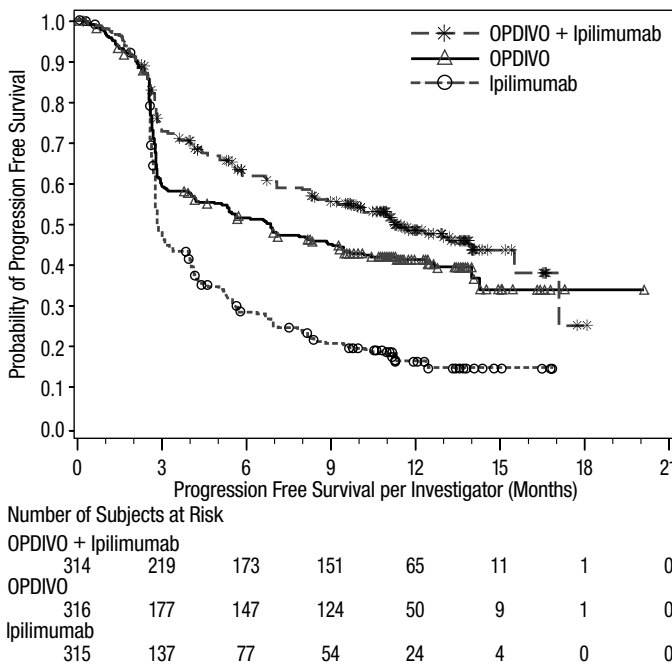 1.0
0.9
0.8
0.7
0.6
0.5
0.4
0.3
0.2
0.1
0.0
Probability of Progression Free Survival
OPDIVO + Ipilimumab
OPDIVO
Ipilimumab
0 3 6 9 12 15 18 21
Progression Free Survival per Investigator (Months)
Number of Subjects at Risk
OPDIVO + Ipilimumab
314 219 173 151 65 11 1 0
OPDIVO
316 177 147 124 50 9 1 0
Ipilimumab
315 137 77 54 24 4 0 0